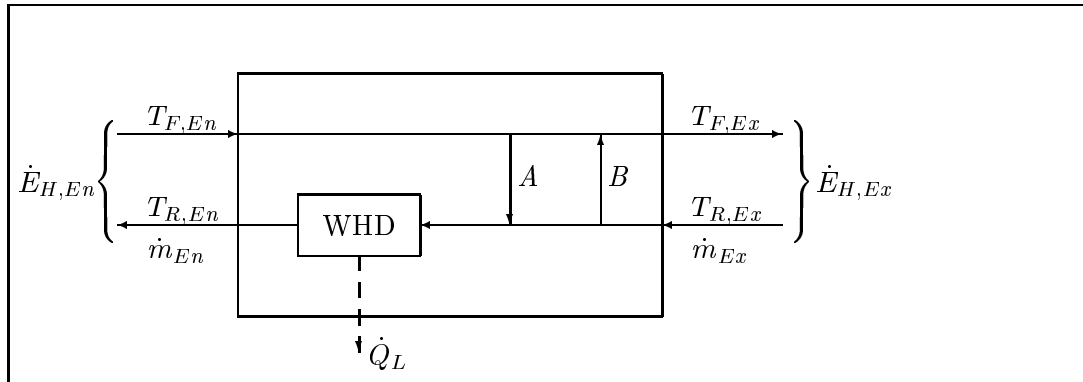 T_{F,En}
T_{F,Ex}
Ė_{H,En}
A
B
Ė_{H,Ex}
T_{R,En}
WHD
T_{R,Ex}
ṁ_{En}
ṁ_{Ex}
Q̇_L